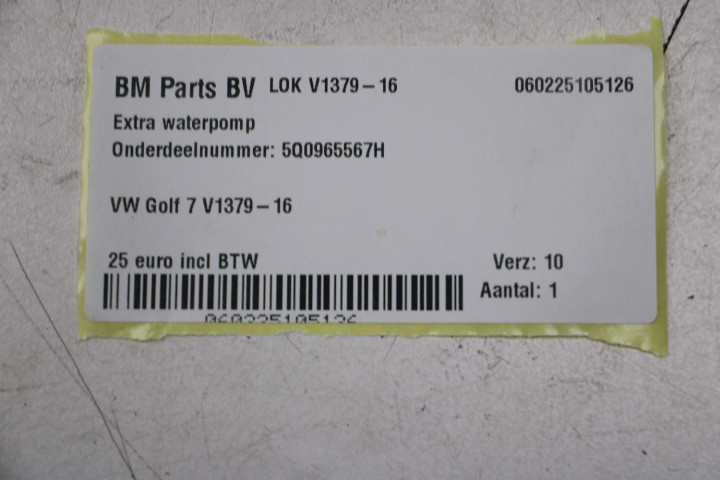 BM Parts BV LOK V1379-16 060225105126
Extra waterpomp
Onderdeelnummer: 5Q0965567H
VW Golf 7 V1379-16
25 euro incl BTW Verz: 10
Aantal: 1
060225105126